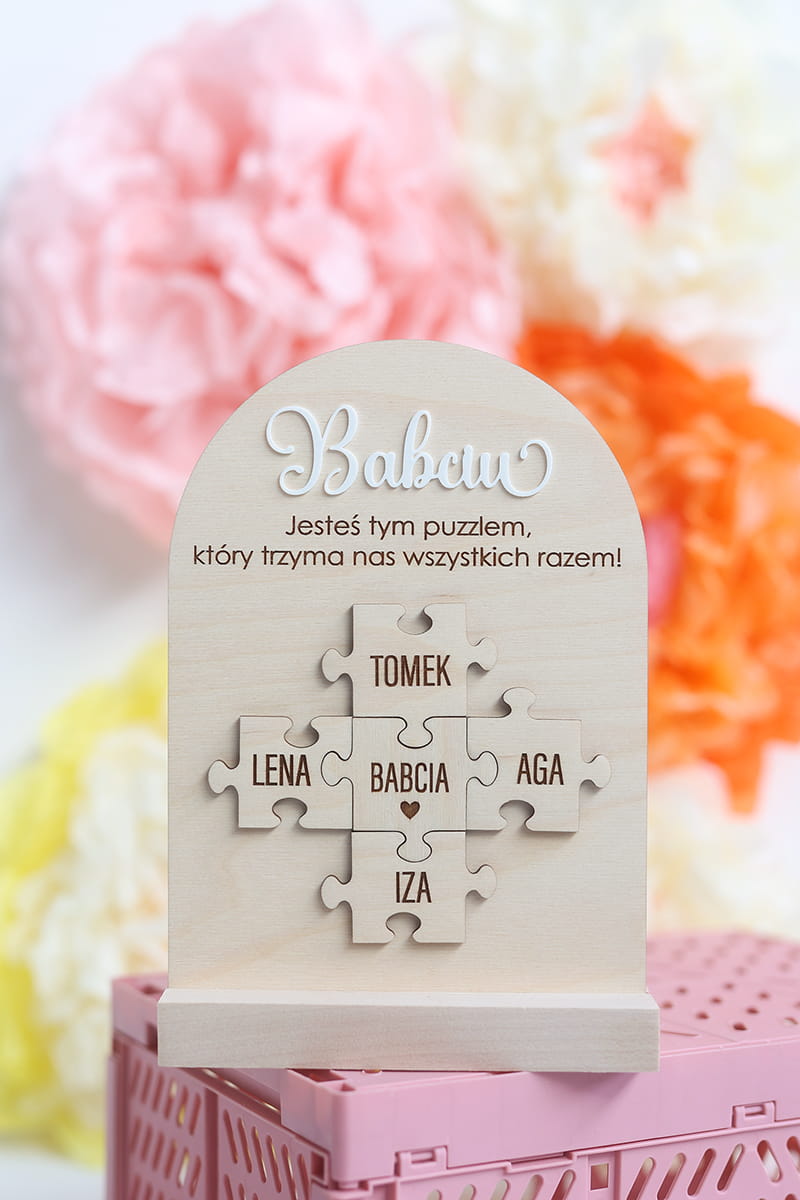 Babciu
Jesteś tym puzzlem,
który trzyma nas wszystkich razem!
TOMEK
LENA
BABCIA
AGA
IZA